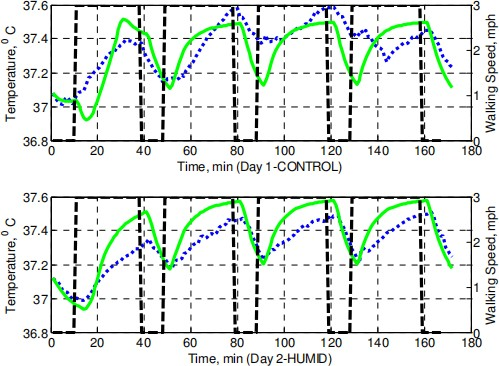 37.6
37.4
37.2
37
36.8
3
2
1
0
0 20 40 60 80 100 120 140 160 180
Temperature, ⁰ C
Walking Speed, mph
Time, min (Day 1-CONTROL)
37.6
37.4
37.2
37
36.8
3
2
1
0
0 20 40 60 80 100 120 140 160 180
Temperature, ⁰ C
Walking Speed, mph
Time, min (Day 2-HUMID)